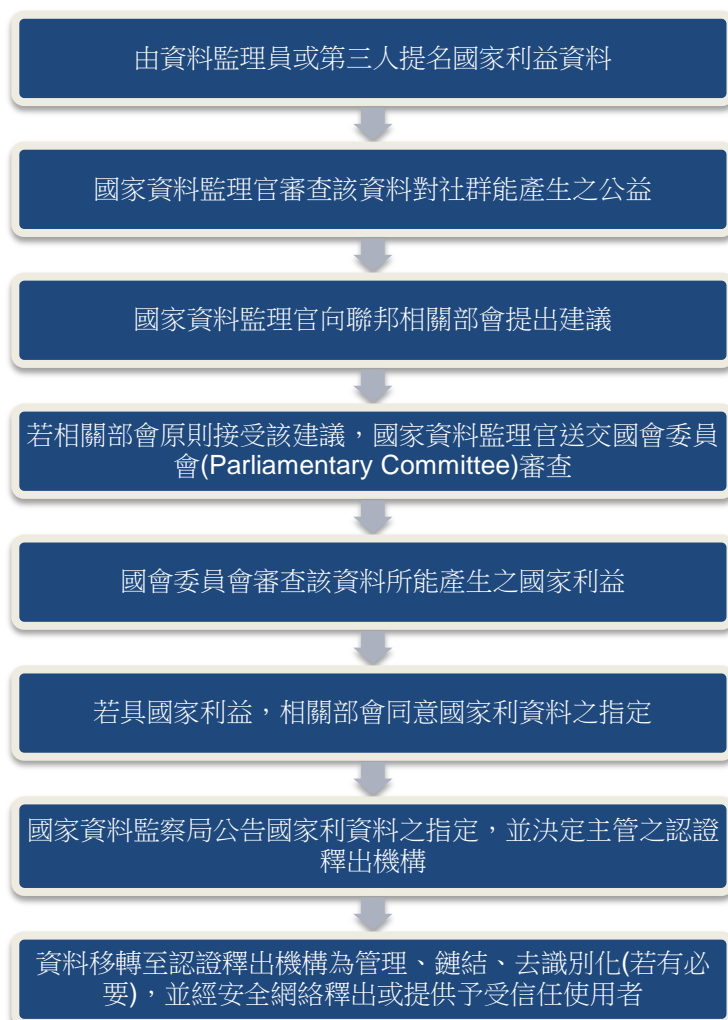 由資料監理員或第三人提名國家利益資料
國家資料監理官審查該資料對社群能產生之公益
國家資料監理官向聯邦相關部會提出建議
若相關部會原則接受該建議，國家資料監理官送交國會委員
會(Parliamentary Committee)審查
國會委員會審查該資料所能產生之國家利益
若具國家利益，相關部會同意國家利資料之指定
國家資料監察局公告國家利資料之指定，並決定主管之認證
釋出機構
資料移轉至認證釋出機構為管理、鏈結、去識別化(若有必
要)，並經安全網絡釋出或提供予受信任使用者